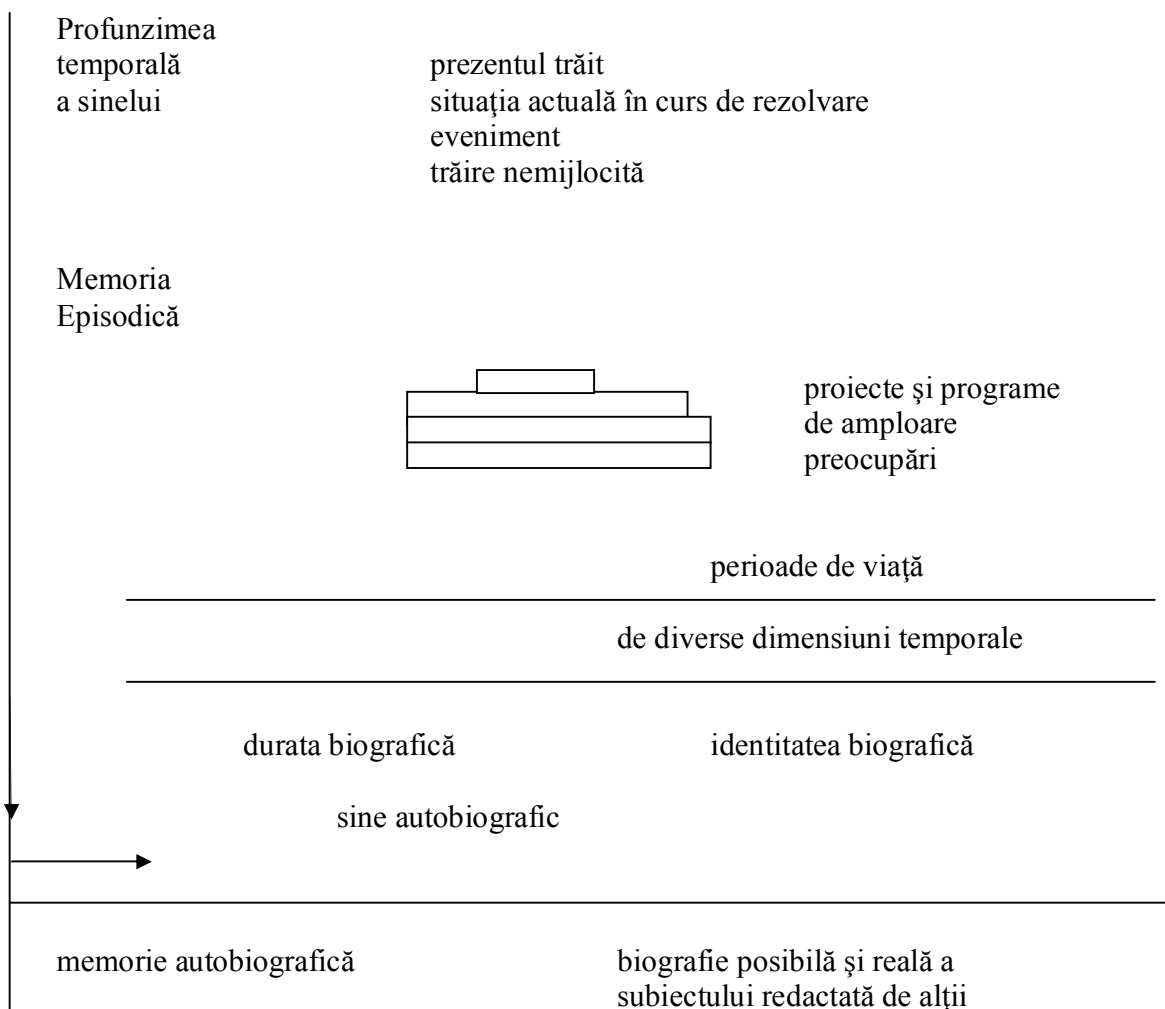 Profunzimea
temporală
a sinelui
prezentul trăit
situaţia actuală în curs de rezolvare
eveniment
trăire nemijlocită
Memoria
Episodică
proiecte şi programe
de amploare
preocupări
perioade de viaţă
de diverse dimensiuni temporale
durata biografică
identitatea biografică
sine autobiografic
memorie autobiografică
biografie posibilă şi reală a
subiectului redactată de alţii